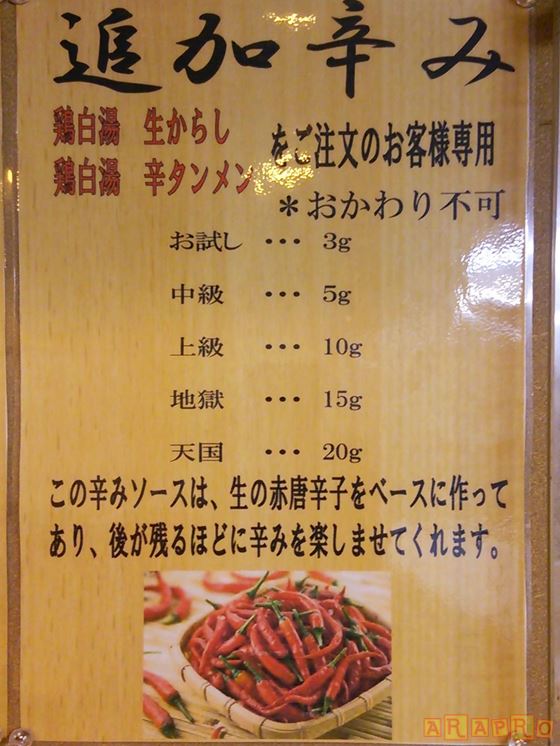 追加辛み
鶏白湯 生からし
鶏白湯 辛タンメン
をご注文のお客様専用
＊おかわり不可
お試し ・・・ 3g
中級 ・・・ 5g
上級 ・・・ 10g
地獄 ・・・ 15g
天国 ・・・ 20g
この辛みソースは、生の赤唐辛子をベースに作って
あり、後が残るほどに辛みを楽しませてくれます。
ARAPRO